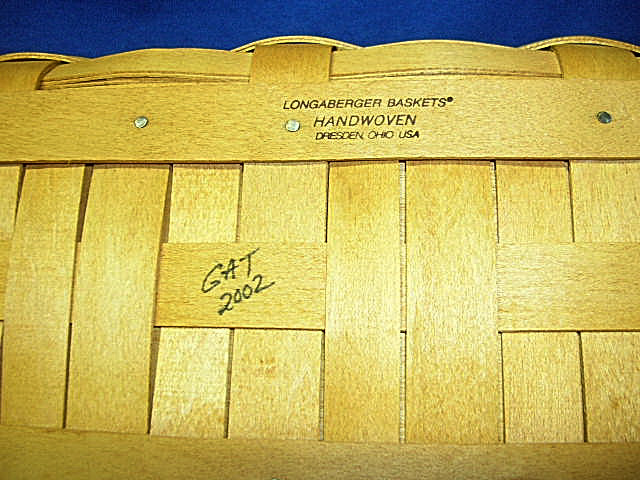 LONGABERGER BASKETS®
HANDWOVEN
DRESDEN, OHIO USA
GAT
2002